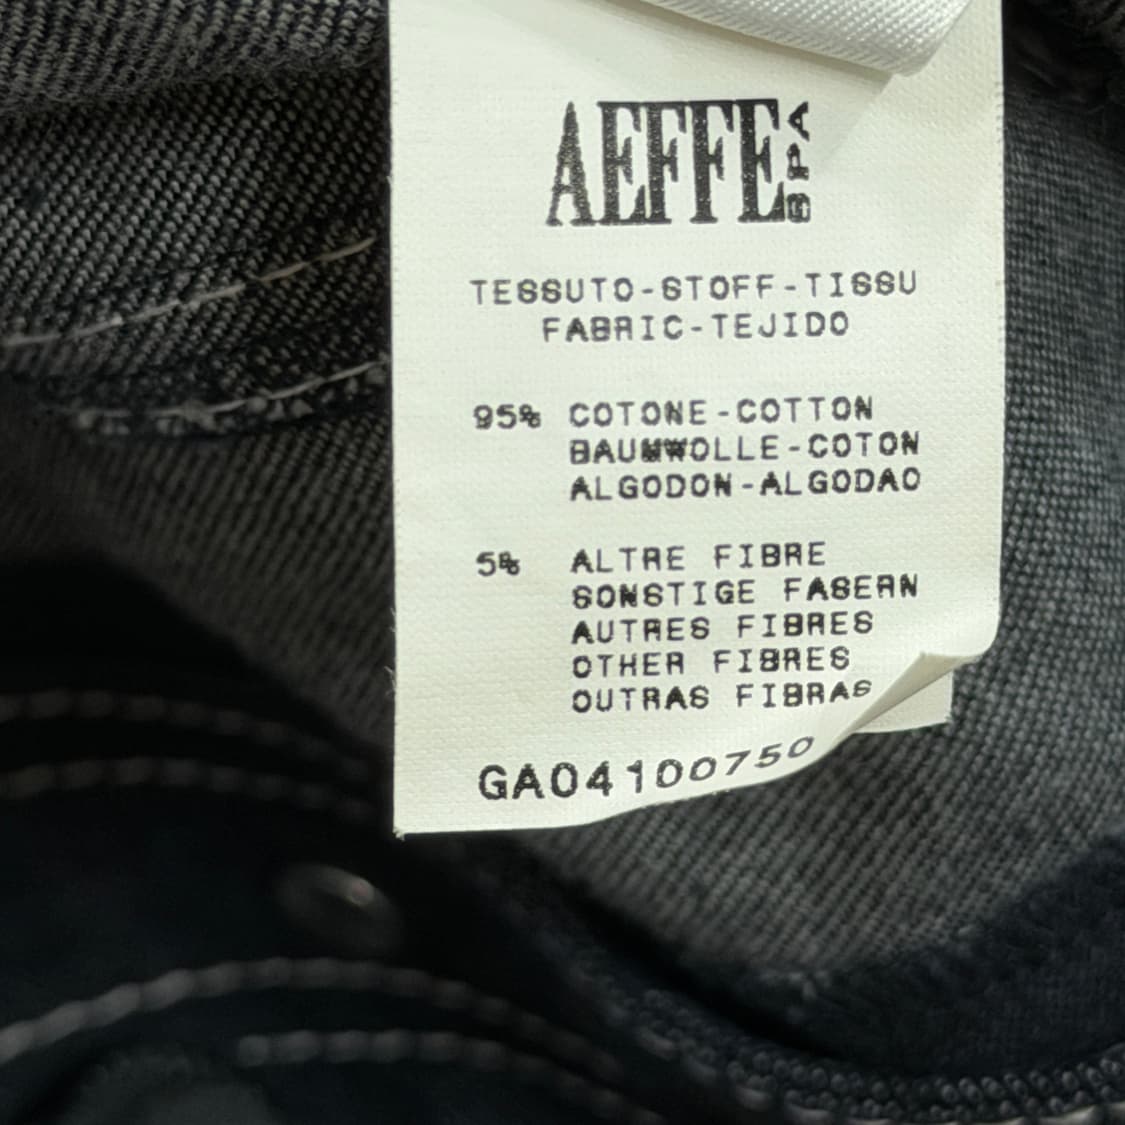 AEFFE SPA
TESSUTO-STOFF-TISSU
FABRIC-TEJIDO
95% COTONE-COTTON
BAUMWOLLE-COTON
ALGODON-ALGODAO
5% ALTRE FIBRE
SONSTIGE FASERN
AUTRES FIBRES
OTHER FIBRES
OUTRAS FIBRAS
GA04100750